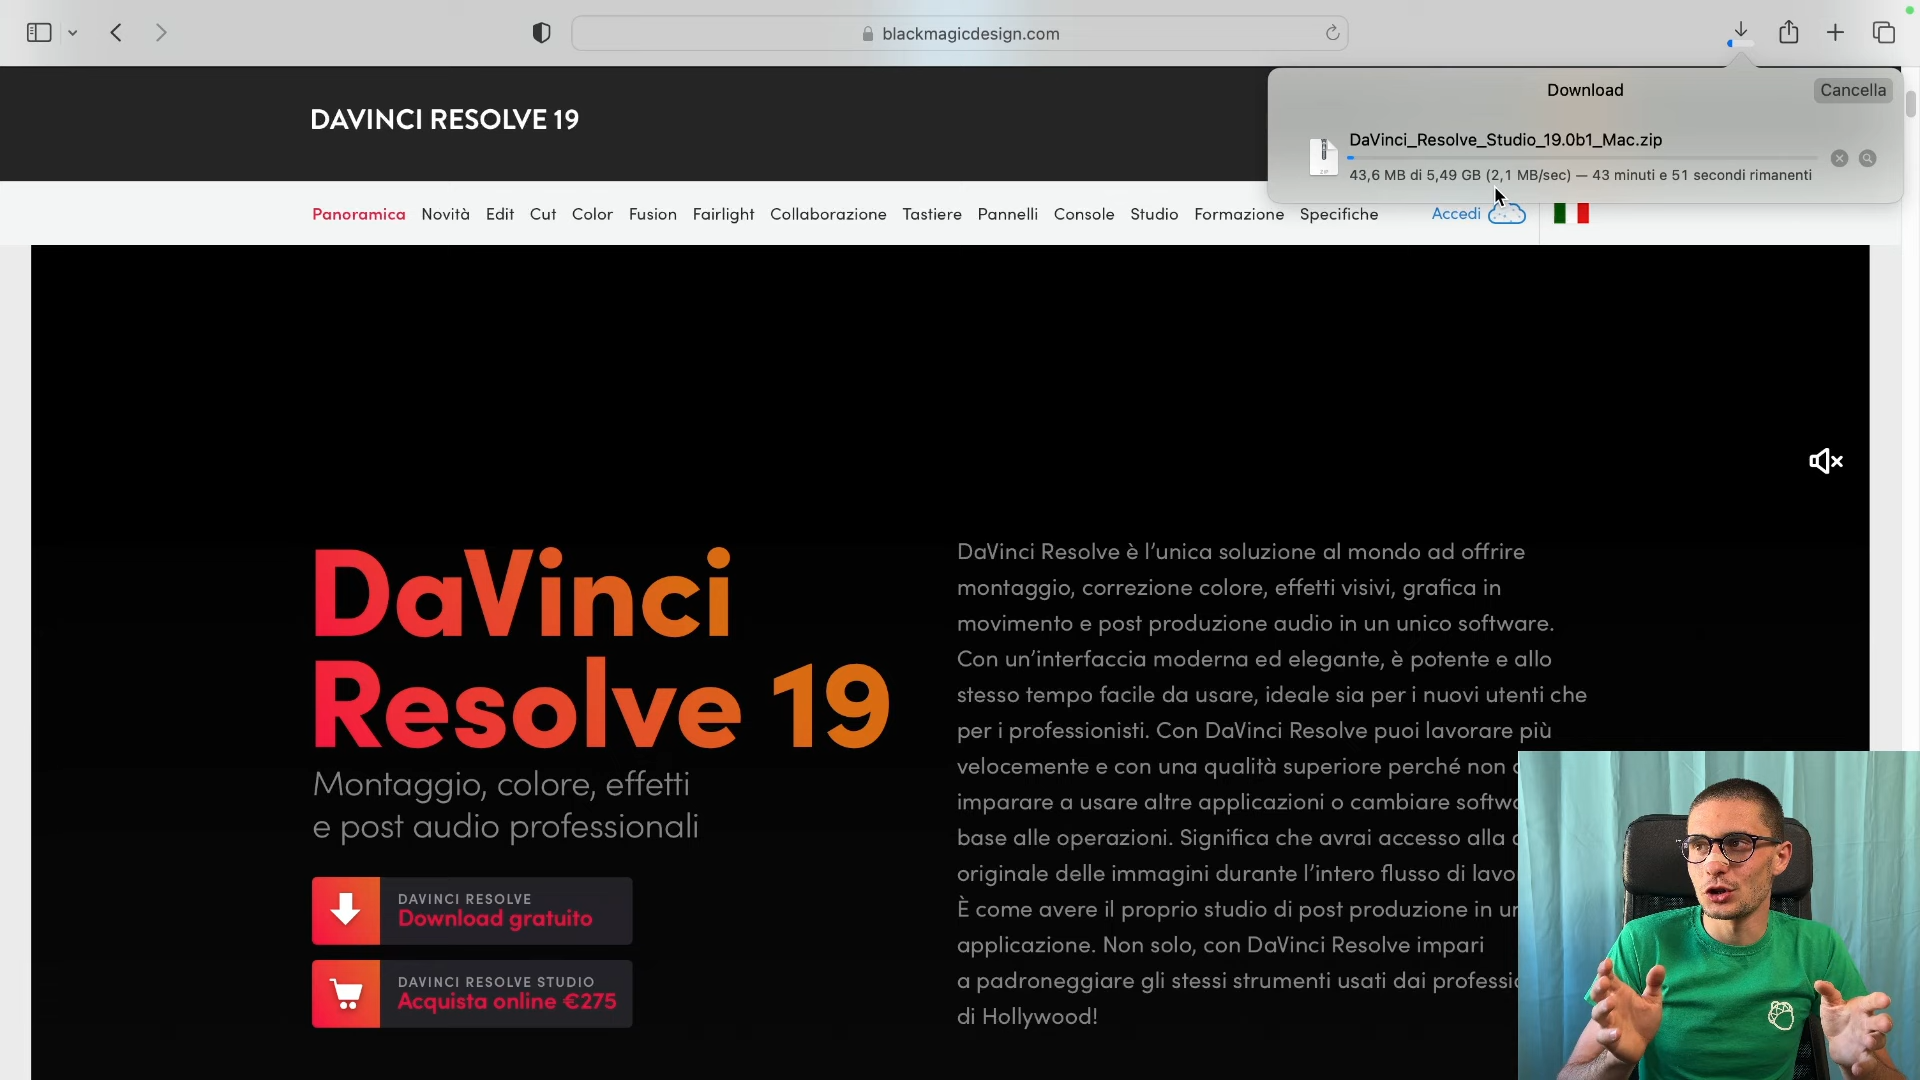 blackmagicdesign.com
Download
Cancella
DaVinci_Resolve_Studio_19.0b1_Mac.zip
43,6 MB di 5,49 GB (2,1 MB/sec) — 43 minuti e 51 secondi rimanenti
ZIP
DAVINCI RESOLVE 19
Panoramica Novità Edit Cut Color Fusion Fairlight Collaborazione Tastiere Pannelli Console Studio Formazione Specifiche Accedi
DaVinci
Resolve 19
Montaggio, colore, effetti
e post audio professionali
DAVINCI RESOLVE
Download gratuito
DAVINCI RESOLVE STUDIO
Acquista online €275
DaVinci Resolve è l’unica soluzione al mondo ad offrire
montaggio, correzione colore, effetti visivi, grafica in
movimento e post produzione audio in un unico software.
Con un’interfaccia moderna ed elegante, è potente e allo
stesso tempo facile da usare, ideale sia per i nuovi utenti che
per i professionisti. Con DaVinci Resolve puoi lavorare più
velocemente e con una qualità superiore perché non
imparare a usare altre applicazioni o cambiare
base alle operazioni. Significa che avrai accesso alla
originale delle immagini durante l’intero flusso di
È come avere il proprio studio di post produzione in
applicazione. Non solo, con DaVinci Resolve impari
a padroneggiare gli stessi strumenti usati dai
di Hollywood!